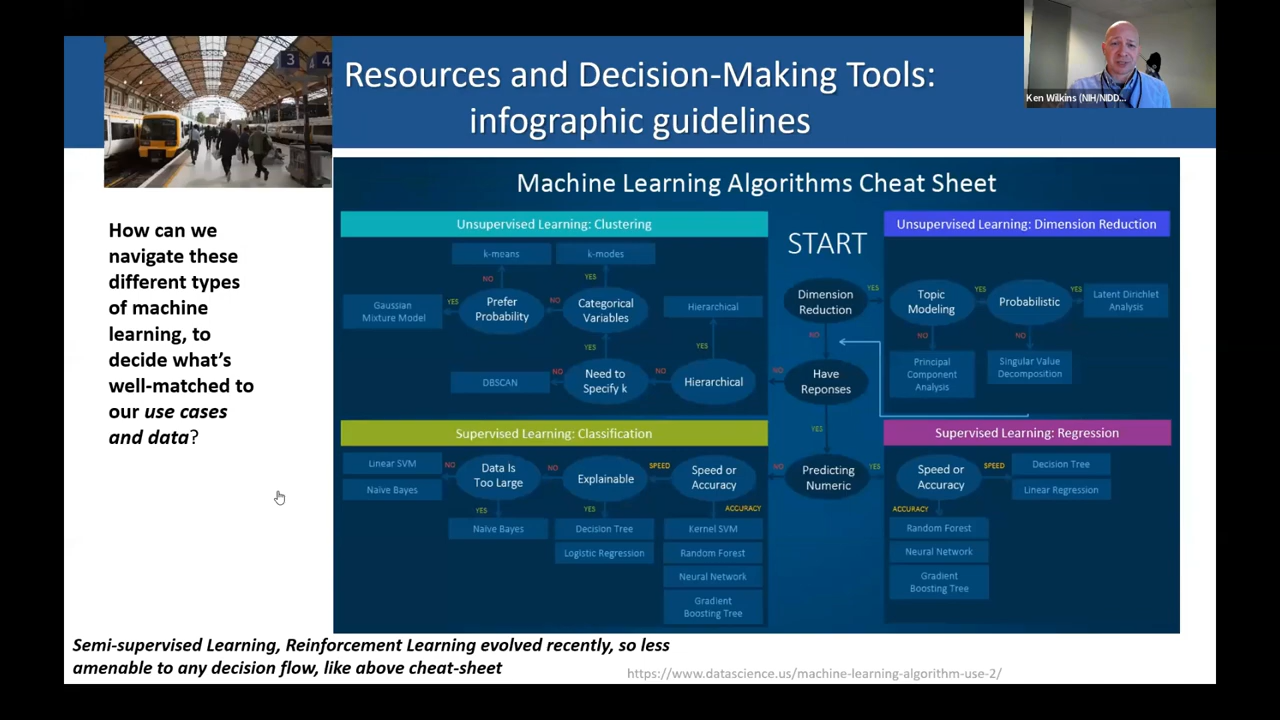 Resources and Decision-Making Tools:
infographic guidelines
Ken Wilkins (NIH/NIDD...
3
4
How can we
navigate these
different types
of machine
learning, to
decide what's
well-matched to
our use cases
and data?
Machine Learning Algorithms Cheat Sheet
Unsupervised Learning: Clustering
k-means
k-modes
NO
YES
Gaussian
Mixture Model
YES
Prefer
Probability
NO
Categorical
Variables
Hierarchical
YES
YES
DBSCAN
NO
Need to
Specify k
NO
Hierarchical
NO
START
Dimension
Reduction
YES
NO
Have
Reponses
YES
Predicting
Numeric
Unsupervised Learning: Dimension Reduction
Topic
Modeling
YES
Probabilistic
YES
Latent Dirichlet
Analysis
NO
NO
Principal
Component
Analysis
Singular Value
Decomposition
Supervised Learning: Classification
Linear SVM
Naïve Bayes
NO
Data Is
Too Large
NO
Explainable
SPEED
Speed or
Accuracy
NO
YES
YES
ACCURACY
Naïve Bayes
Decision Tree
Logistic Regression
Kernel SVM
Random Forest
Neural Network
Gradient
Boosting Tree
Supervised Learning: Regression
YES
Speed or
Accuracy
SPEED
Decision Tree
Linear Regression
ACCURACY
Random Forest
Neural Network
Gradient
Boosting Tree
Semi-supervised Learning, Reinforcement Learning evolved recently, so less
amenable to any decision flow, like above cheat-sheet
https://www.datascience.us/machine-learning-algorithm-use-2/